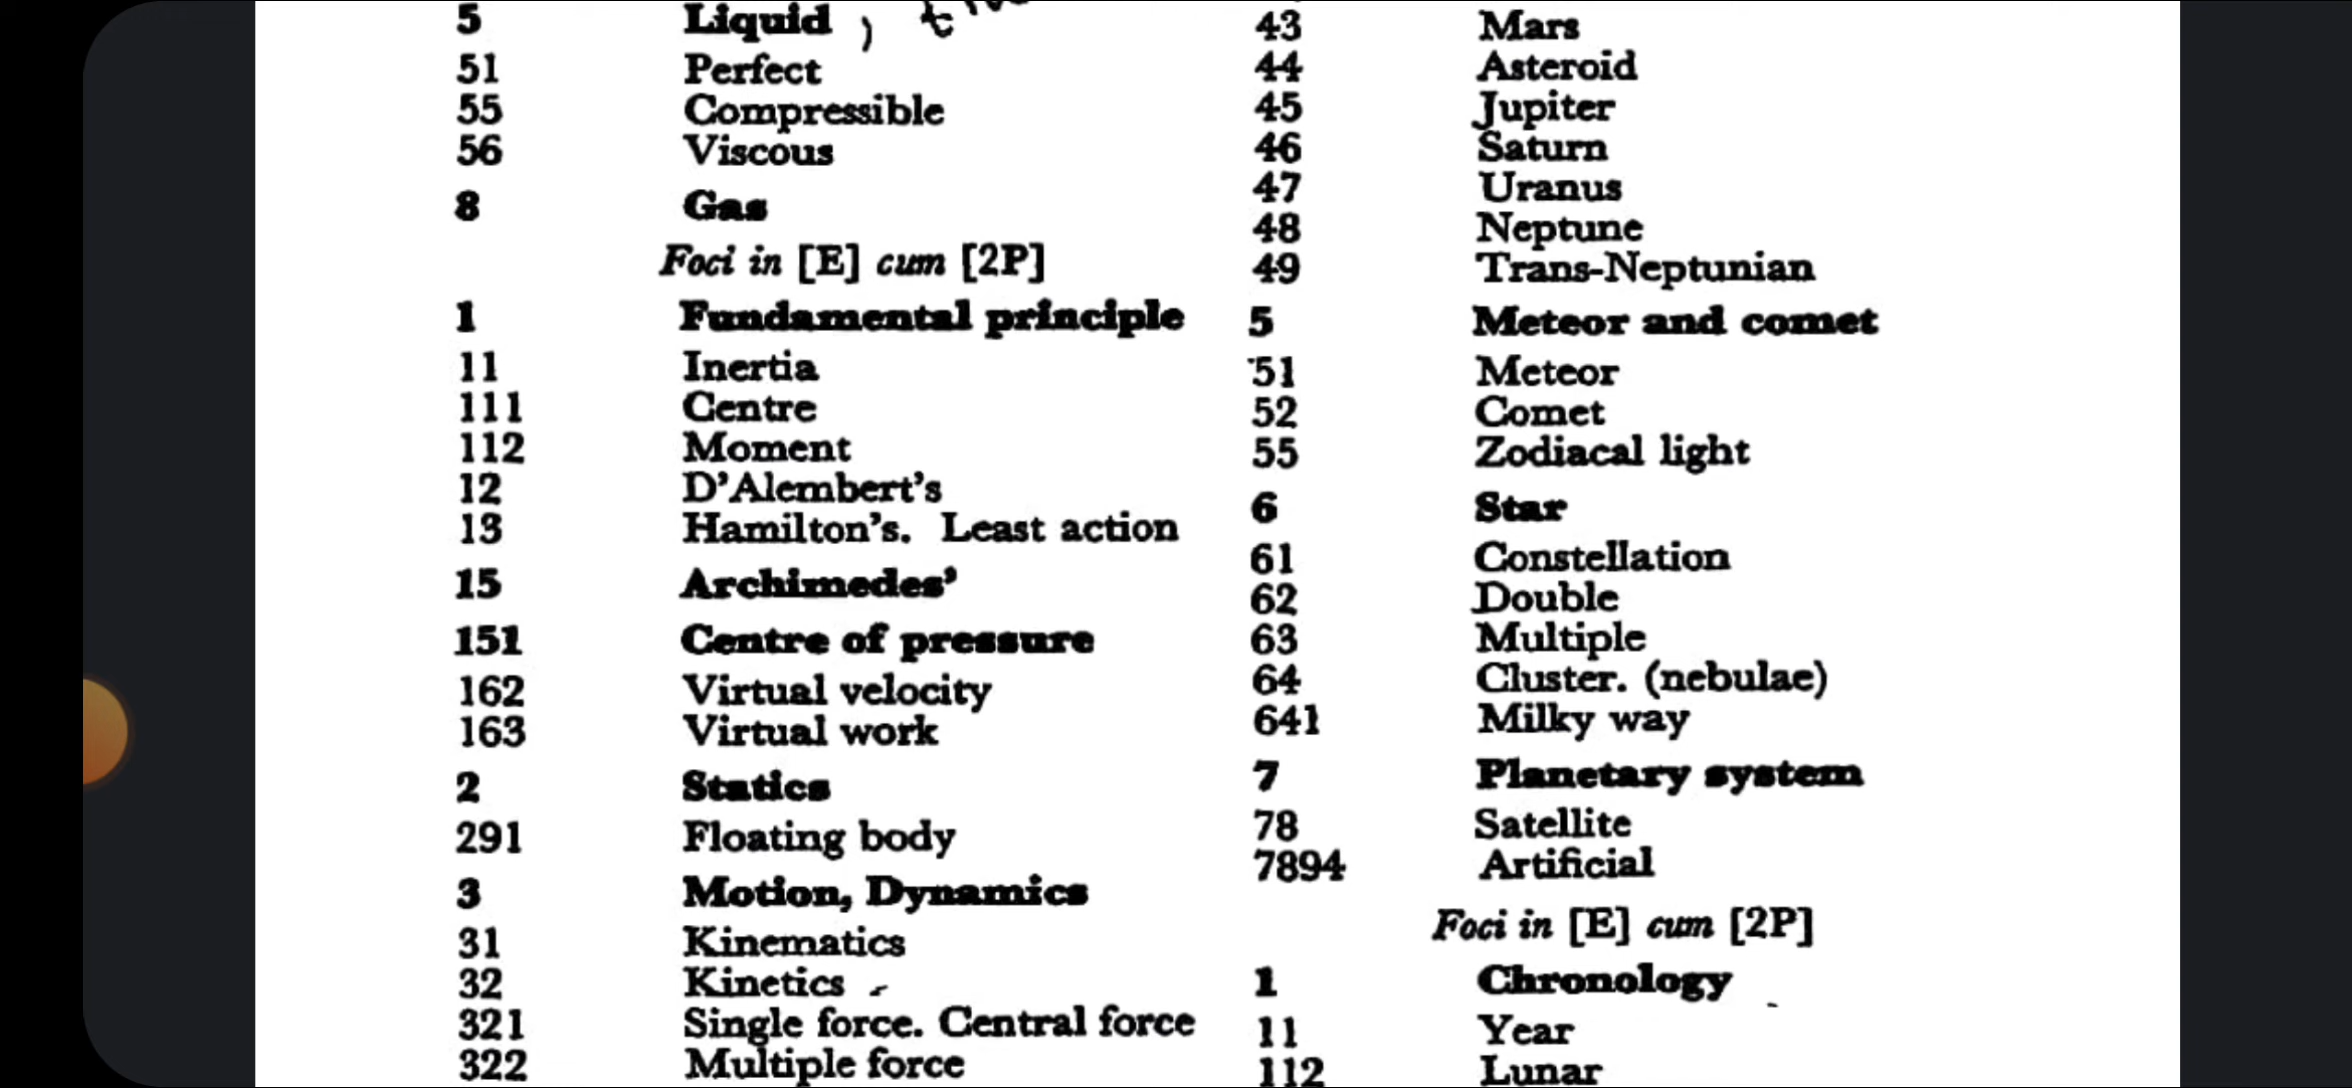 5 Liquid ,
51 Perfect
55 Compressible
56 Viscous
8 Gas
Foci in [E] cum [2P]
1 Fundamental principle
11 Inertia
111 Centre
112 Moment
12 D’Alembert’s
13 Hamilton’s. Least action
15 Archimedes’
151 Centre of pressure
162 Virtual velocity
163 Virtual work
2 Statics
291 Floating body
3 Motion, Dynamics
31 Kinematics
32 Kinetics
321 Single force. Central force
322 Multiple force
43 Mars
44 Asteroid
45 Jupiter
46 Saturn
47 Uranus
48 Neptune
49 Trans-Neptunian
5 Meteor and comet
51 Meteor
52 Comet
55 Zodiacal light
6 Star
61 Constellation
62 Double
63 Multiple
64 Cluster. (nebulae)
641 Milky way
7 Planetary system
78 Satellite
7894 Artificial
Foci in [E] cum [2P]
1 Chronology
11 Year
112 Lunar